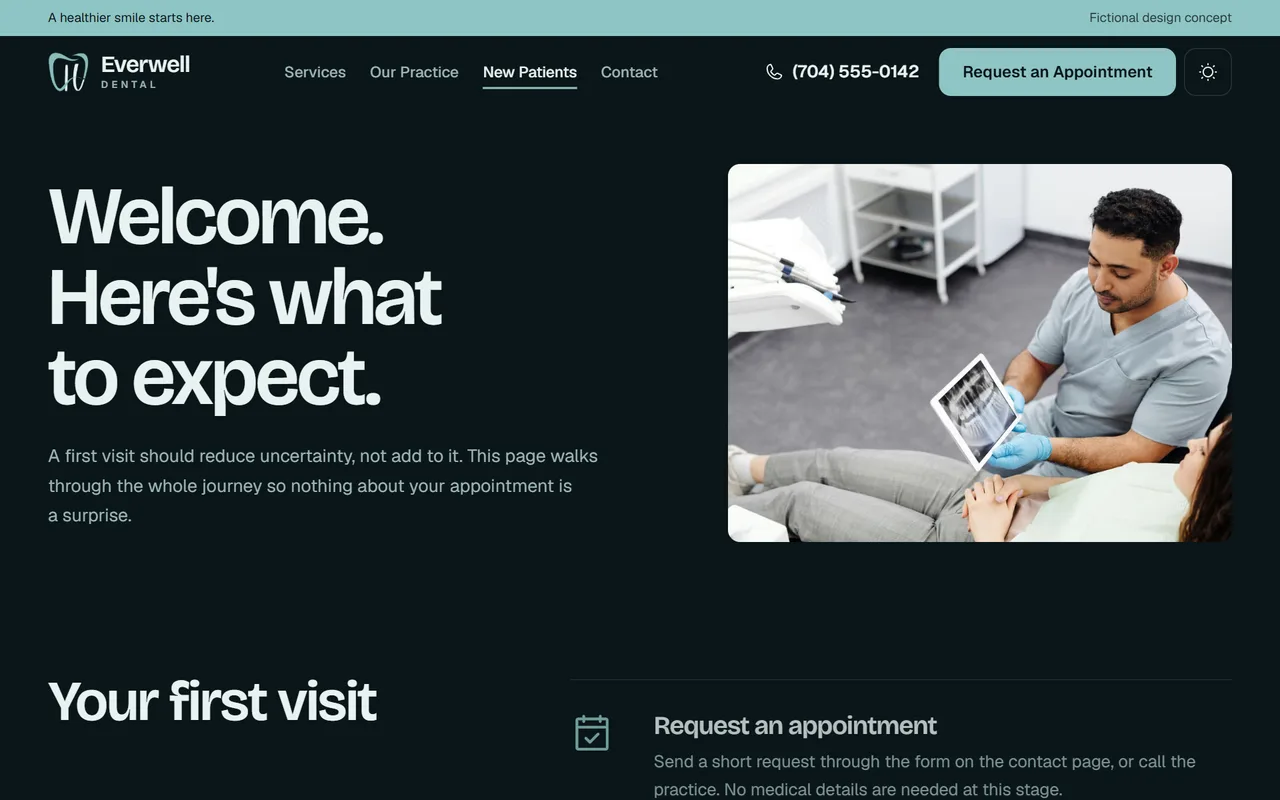 A healthier smile starts here.
Fictional design concept
Everwell
DENTAL
Services
Our Practice
New Patients
Contact
(704) 555-0142
Request an Appointment
Welcome.
Here's what
to expect.
A first visit should reduce uncertainty, not add to it. This page walks
through the whole journey so nothing about your appointment is
a surprise.
Your first visit
Request an appointment
Send a short request through the form on the contact page, or call the
practice. No medical details are needed at this stage.